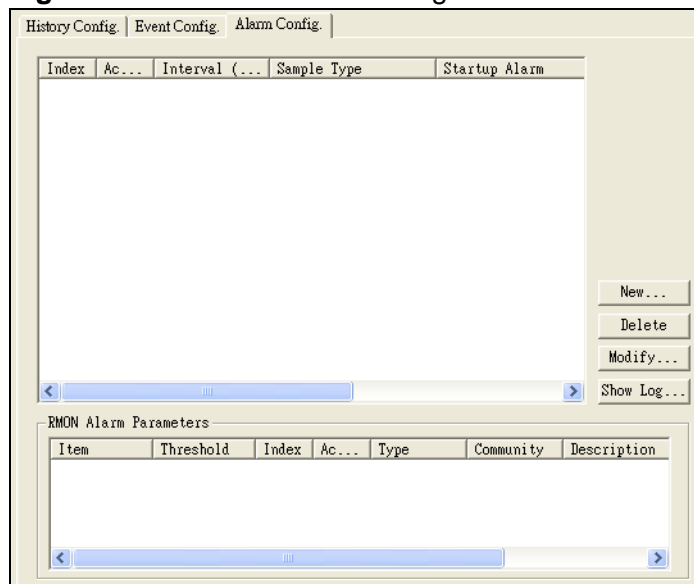 History Config. Event Config. Alarm Config.
Index Ac... Interval (... Sample Type Startup Alarm
New...
Delete
Modify...
Show Log...
RMON Alarm Parameters
Item Threshold Index Ac... Type Community Description